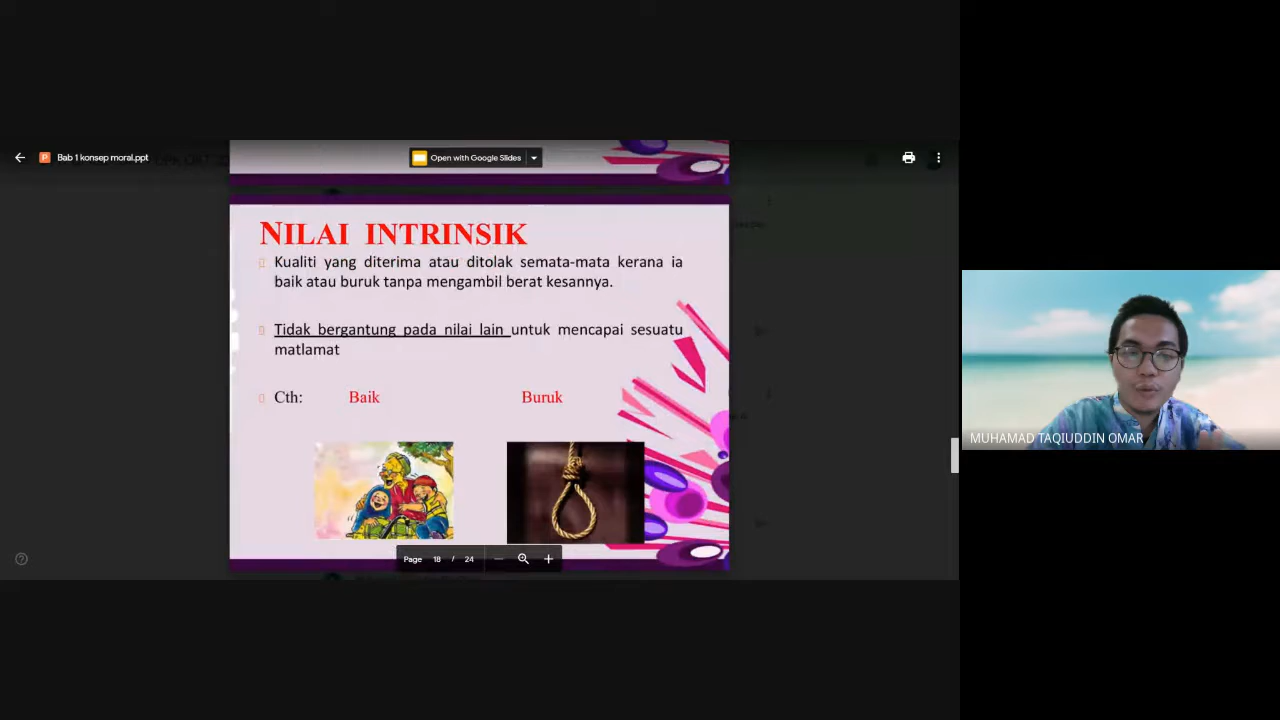 Bab 1 konsep moral.ppt
Open with Google Slides
NILAI INTRINSIK
Kualiti yang diterima atau ditolak semata-mata kerana ia
baik atau buruk tanpa mengambil berat kesannya.
Tidak bergantung pada nilai lain untuk mencapai sesuatu
matlamat
Cth: Baik Buruk
MUHAMAD TAQIUDDIN OMAR
Page 18 / 24